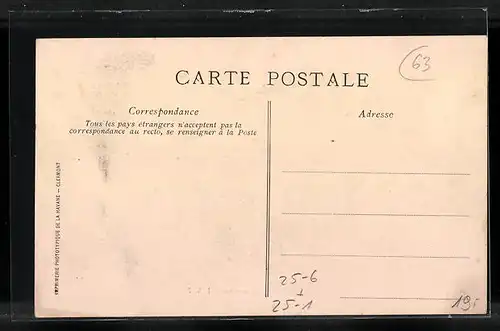 63
CARTE POSTALE
Correspondance
Tous les pays étrangers n'acceptent pas la
correspondance au recto, se renseigner à la Poste
Adresse
IMPRIMERIE PHOTOTYPIQUE DE LA HAVANE — CLERMONT
25-6
25-1